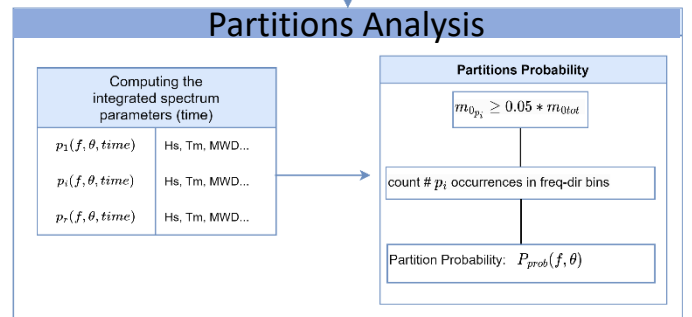 Partitions Analysis
Computing the
integrated spectrum
parameters (time)
p₁(f, θ, time) Hs, Tm, MWD...
pᵢ(f, θ, time) Hs, Tm, MWD...
pᵣ(f, θ, time) Hs, Tm, MWD...
Partitions Probability
m₀ₚᵢ ≥ 0.05 * m₀ₜₒₜ
count # pᵢ occurrences in freq-dir bins
Partition Probability: Pₚᵣₒb(f, θ)